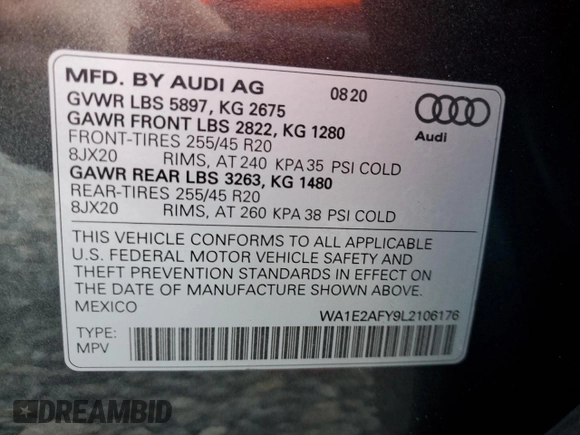 MFD. BY AUDI AG 08 20
GVWR LBS 5897, KG 2675
GAWR FRONT LBS 2822, KG 1280
FRONT-TIRES 255/45 R20
8JX20 RIMS, AT 240 KPA 35 PSI COLD
GAWR REAR LBS 3263, KG 1480
REAR-TIRES 255/45 R20
8JX20 RIMS, AT 260 KPA 38 PSI COLD
Audi
THIS VEHICLE CONFORMS TO ALL APPLICABLE
U.S. FEDERAL MOTOR VEHICLE SAFETY AND
THEFT PREVENTION STANDARDS IN EFFECT ON
THE DATE OF MANUFACTURE SHOWN ABOVE.
MEXICO WA1E2AFY9L2106176
TYPE:
MPV
DREAMBID